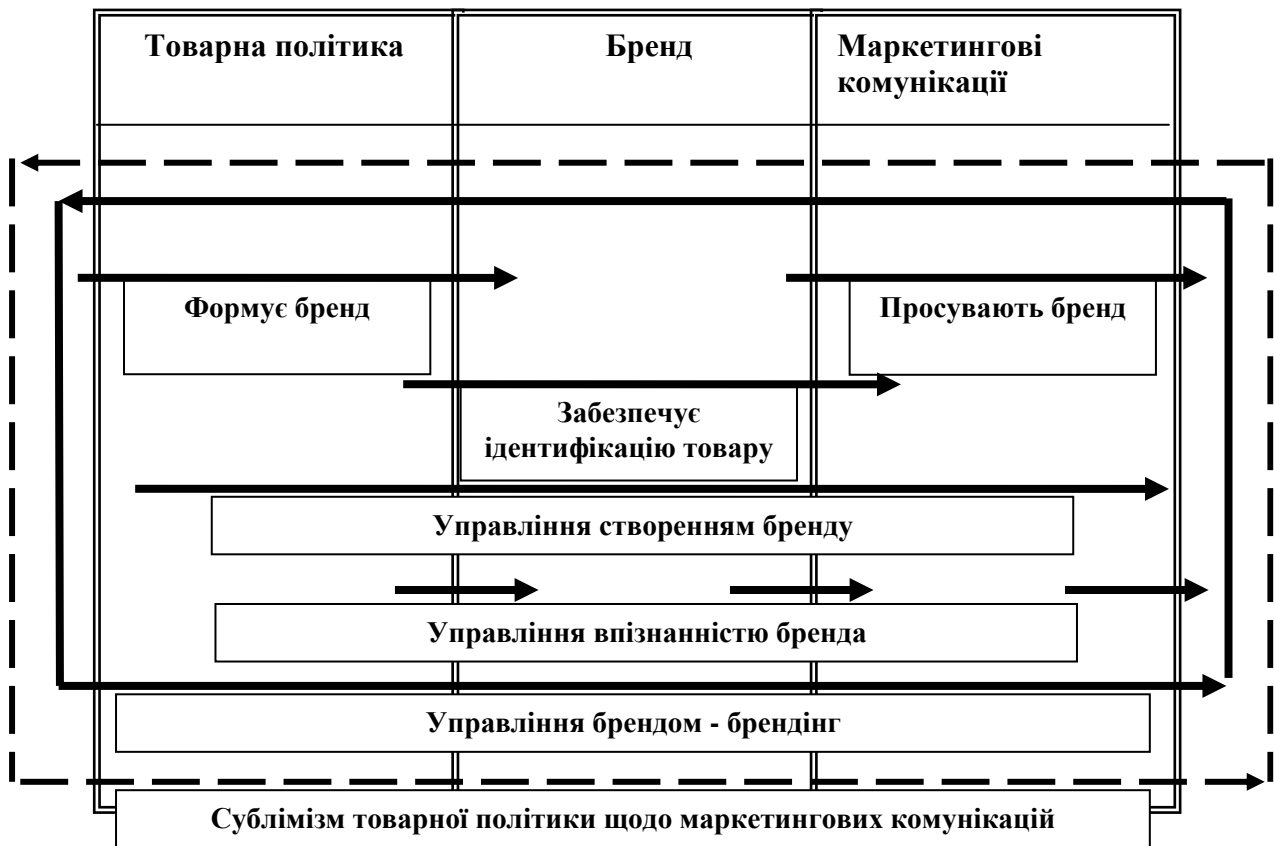 Товарна політика
Бренд
Маркетингові
комунікації
Формує бренд
Просувають бренд
Забезпечує
ідентифікацію товару
Управління створенням бренду
Управління впізнанністю бренда
Управління брендом - брендінг
Сублімізм товарної політики щодо маркетингових комунікацій